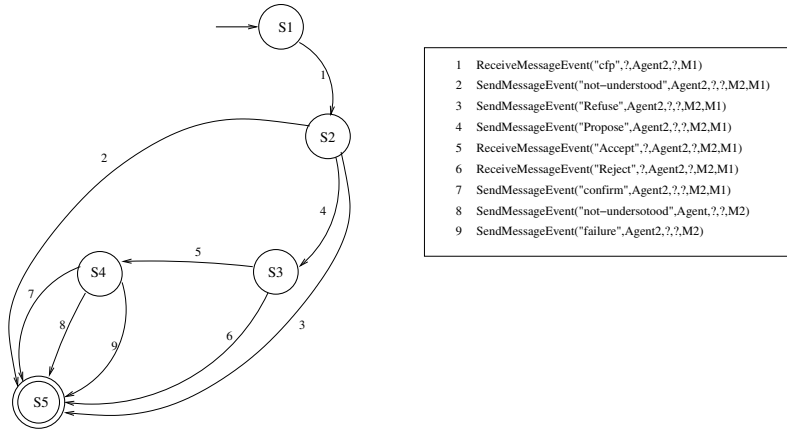 S1
1
S2
2
4
5
S4
S3
7
8
9
6
3
S5
1 ReceiveMessageEvent("cfp",?,Agent2,?,M1)
2 SendMessageEvent("not−understood",Agent2,?,?,M2,M1)
3 SendMessageEvent("Refuse",Agent2,?,?,M2,M1)
4 SendMessageEvent("Propose",Agent2,?,?,M2,M1)
5 ReceiveMessageEvent("Accept",?,Agent2,?,M2,M1)
6 ReceiveMessageEvent("Reject",?,Agent2,?,M2,M1)
7 SendMessageEvent("confirm",Agent2,?,?,M2,M1)
8 SendMessageEvent("not−undersotood",Agent,?,?,M2)
9 SendMessageEvent("failure",Agent2,?,?,M2)